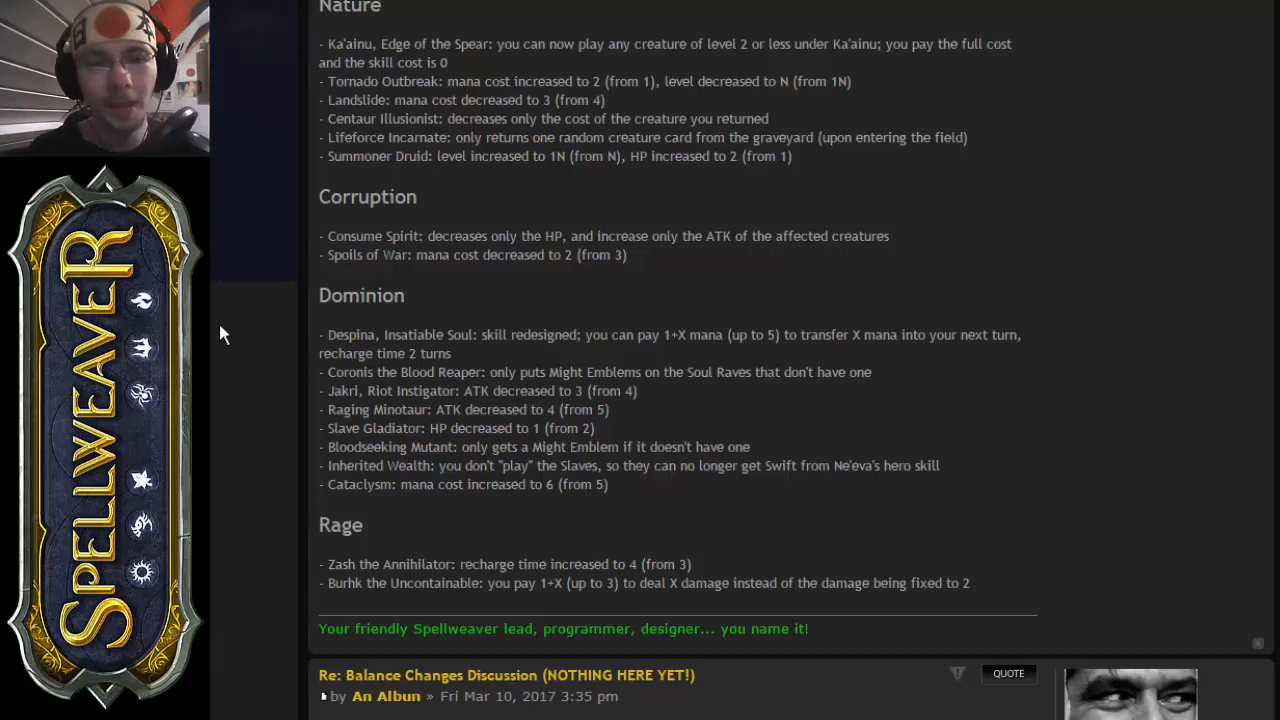 Nature
- Ka'ainu, Edge of the Spear: you can now play any creature of level 2 or less under Ka'ainu; you pay the full cost
and the skill cost is 0
- Tornado Outbreak: mana cost increased to 2 (from 1), level decreased to N (from 1N)
- Landslide: mana cost decreased to 3 (from 4)
- Centaur Illusionist: decreases only the cost of the creature you returned
- Lifeforce Incarnate: only returns one random creature card from the graveyard (upon entering the field)
- Summoner Druid: level increased to 1N (from N), HP increased to 2 (from 1)
Corruption
- Consume Spirit: decreases only the HP, and increase only the ATK of the affected creatures
- Spoils of War: mana cost decreased to 2 (from 3)
Dominion
- Despina, Insatiable Soul: skill redesigned; you can pay 1+X mana (up to 5) to transfer X mana into your next turn,
recharge time 2 turns
- Coronis the Blood Reaper: only puts Might Emblems on the Soul Raves that don't have one
- Jakri, Riot Instigator: ATK decreased to 3 (from 4)
- Raging Minotaur: ATK decreased to 4 (from 5)
- Slave Gladiator: HP decreased to 1 (from 2)
- Bloodseeking Mutant: only gets a Might Emblem if it doesn't have one
- Inherited Wealth: you don't "play" the Slaves, so they can no longer get Swift from Ne'eva's hero skill
- Cataclysm: mana cost increased to 6 (from 5)
Rage
- Zash the Annihilator: recharge time increased to 4 (from 3)
- Burhk the Uncontainable: you pay 1+X (up to 3) to deal X damage instead of the damage being fixed to 2
Your friendly Spellweaver lead, programmer, designer... you name it!
Re: Balance Changes Discussion (NOTHING HERE YET!)
QUOTE
by An Albun » Fri Mar 10, 2017 3:35 pm
SPELLWEAVER